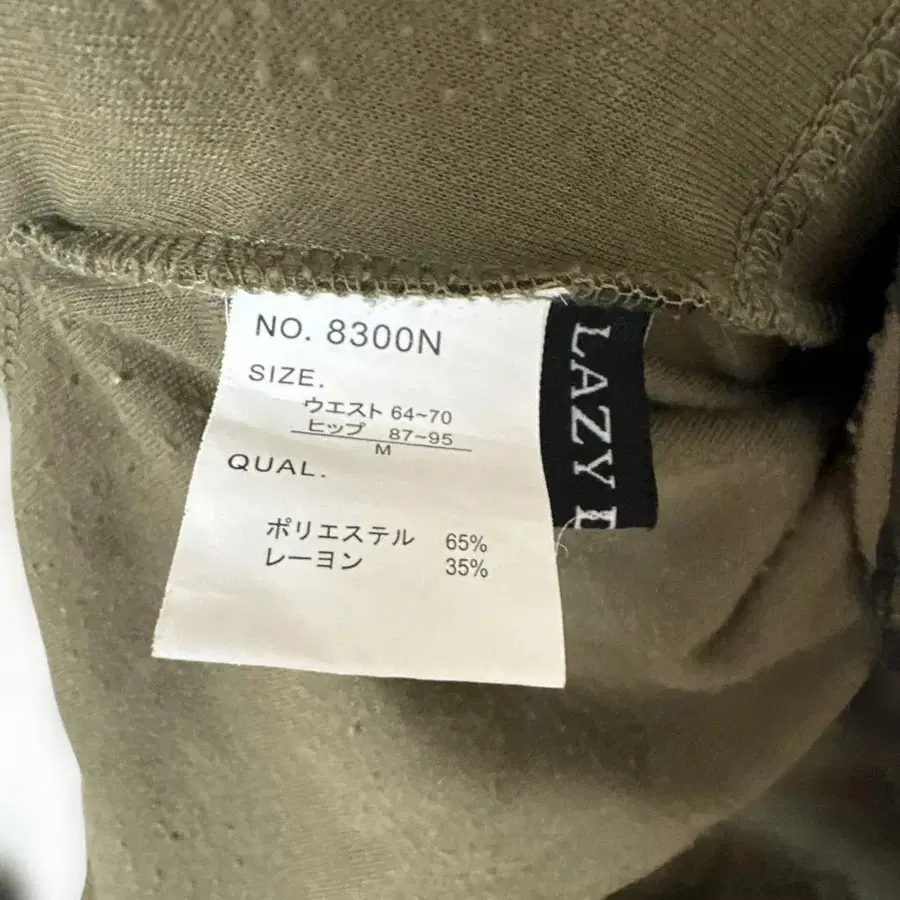 NO. 8300N
SIZE.
ウエスト 64~70
ヒップ 87~95
M
QUAL.
ポリエステル 65%
レーヨン 35%
LAZY